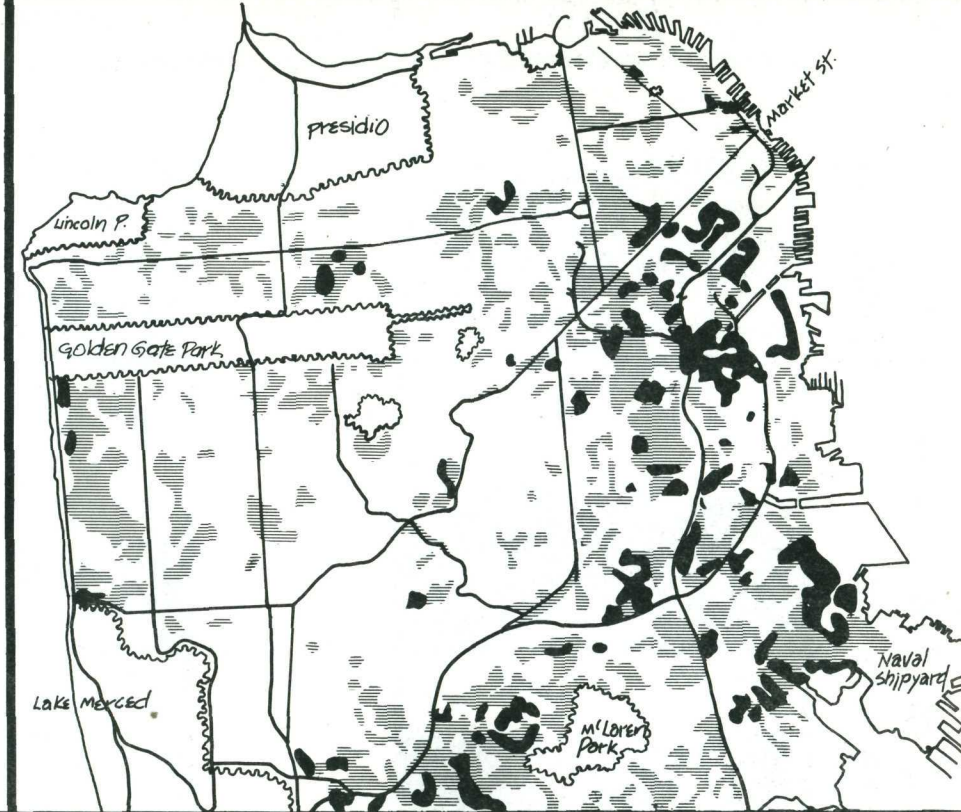 Market St.
Presidio
Lincoln P.
Golden Gate Park
Lake Merced
McLaren
Park
Naval
Shipyard